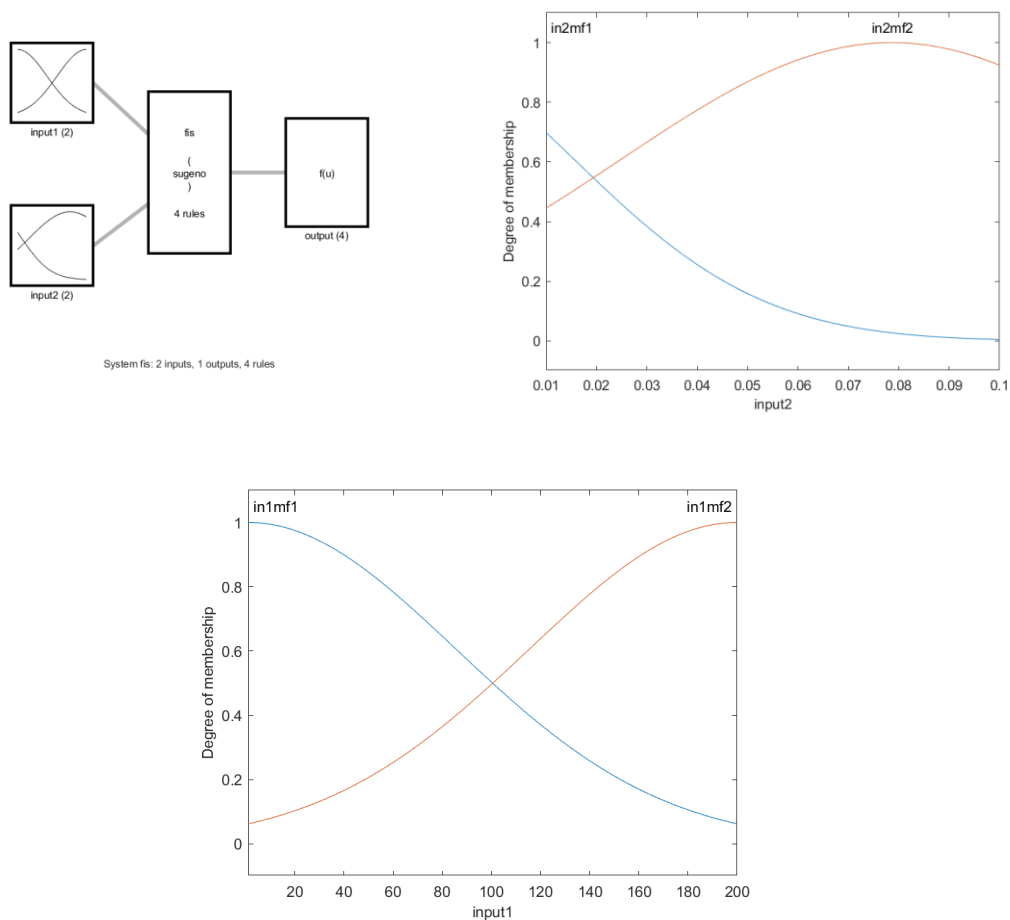 input1 (2)
input2 (2)
fis
(
sugeno
)
4 rules
f(u)
output (4)
System fis: 2 inputs, 1 outputs, 4 rules
in2mf1 in2mf2
Degree of membership
1
0.8
0.6
0.4
0.2
0
0.01 0.02 0.03 0.04 0.05 0.06 0.07 0.08 0.09 0.1
input2
in1mf1 in1mf2
Degree of membership
1
0.8
0.6
0.4
0.2
0
20 40 60 80 100 120 140 160 180 200
input1